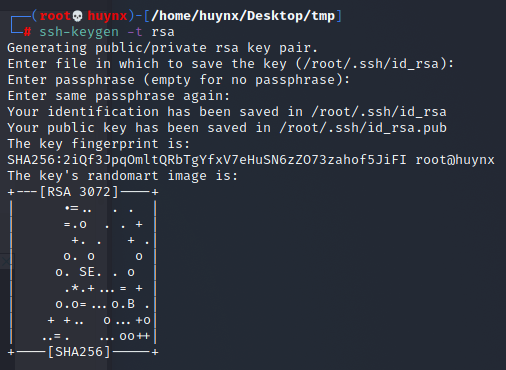 ┌──(root💀huynx)-[/home/huynx/Desktop/tmp]
└─# ssh-keygen -t rsa
Generating public/private rsa key pair.
Enter file in which to save the key (/root/.ssh/id_rsa):
Enter passphrase (empty for no passphrase):
Enter same passphrase again:
Your identification has been saved in /root/.ssh/id_rsa
Your public key has been saved in /root/.ssh/id_rsa.pub
The key fingerprint is:
SHA256:2iQf3JpqOmltQRbTgYfxV7eHuSN6zZO73zahof5JiFI root@huynx
The key's randomart image is:
+---[RSA 3072]----+
|      *=..  . .  |
|      =.o  . . + |
|       +. .   + .|
|      o. o     o |
|     o. SE. . o  |
|      .*.+...= + |
|     o.o=...o.B .|
|    + +..  o...+o|
|   ..=.   ...oo++|
+----[SHA256]-----+